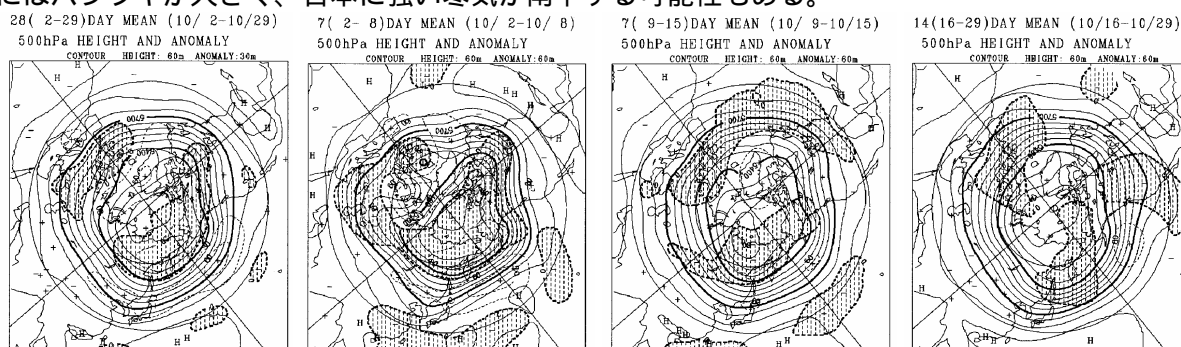 にはバラツキが大きく、日本に強い寒気が南下する可能性もある。
28( 2-29)DAY MEAN (10/ 2-10/29)
500hPa HEIGHT AND ANOMALY
CONTOUR HEIGHT: 60m ANOMALY:30m
7( 2- 8)DAY MEAN (10/ 2-10/ 8)
500hPa HEIGHT AND ANOMALY
CONTOUR HEIGHT: 60m ANOMALY:60m
7( 9-15)DAY MEAN (10/ 9-10/15)
500hPa HEIGHT AND ANOMALY
CONTOUR HEIGHT: 60m ANOMALY:60m
14(16-29)DAY MEAN (10/16-10/29)
500hPa HEIGHT AND ANOMALY
CONTOUR HEIGHT: 60m ANOMALY:60m